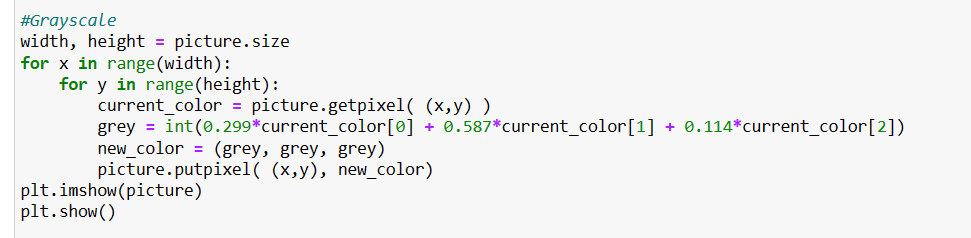 #Grayscale
width, height = picture.size
for x in range(width):
    for y in range(height):
        current_color = picture.getpixel( (x,y) )
        grey = int(0.299*current_color[0] + 0.587*current_color[1] + 0.114*current_color[2])
        new_color = (grey, grey, grey)
        picture.putpixel( (x,y), new_color)
plt.imshow(picture)
plt.show()